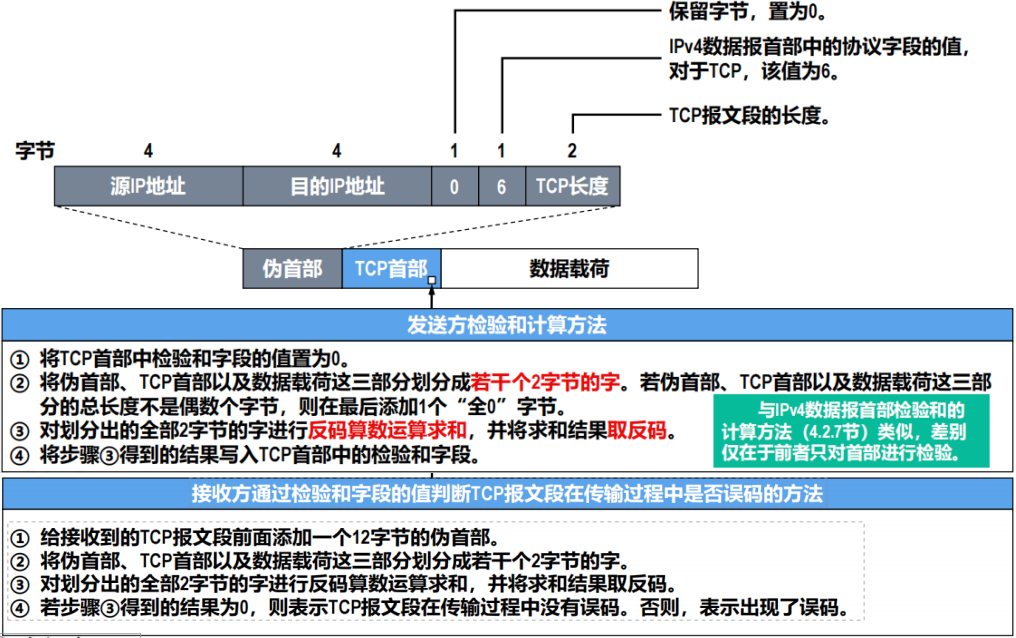 保留字节，置为0。
IPv4数据报首部中的协议字段的值，
对于TCP，该值为6。
TCP报文段的长度。
字节 4 4 1 1 2
源IP地址 目的IP地址 0 6 TCP长度
伪首部 TCP首部 数据载荷
发送方检验和计算方法
① 将TCP首部中检验和字段的值置为0。
② 将伪首部、TCP首部以及数据载荷这三部分划分成若干个2字节的字。若伪首部、TCP首部以及数据载荷这三部
分的总长度不是偶数个字节，则在最后添加1个“全0”字节。
③ 对划分出的全部2字节的字进行反码算数运算求和，并将求和结果取反码。
④ 将步骤③得到的结果写入TCP首部中的检验和字段。
与IPv4数据报首部检验和的
计算方法（4.2.7节）类似，差别
仅在于前者只对首部进行检验。
接收方通过检验和字段的值判断TCP报文段在传输过程中是否误码的方法
① 给接收到的TCP报文段前面添加一个12字节的伪首部。
② 将伪首部、TCP首部以及数据载荷这三部分划分成若干个2字节的字。
③ 对划分出的全部2字节的字进行反码算数运算求和，并将求和结果取反码。
④ 若步骤③得到的结果为0，则表示TCP报文段在传输过程中没有误码。否则，表示出现了误码。